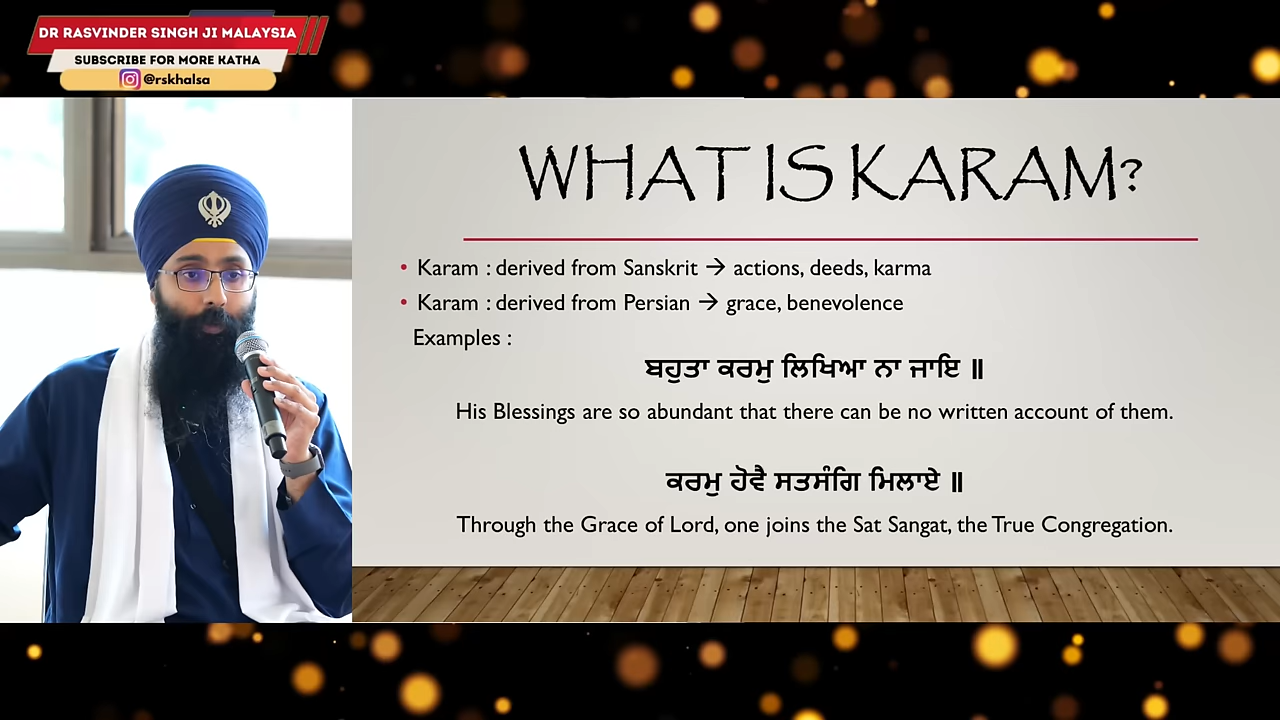 DR RASVINDER SINGH JI MALAYSIA
SUBSCRIBE FOR MORE KATHA
@rskhalsa
WHAT IS KARAM?
• Karam : derived from Sanskrit → actions, deeds, karma
• Karam : derived from Persian → grace, benevolence
Examples :
ਬਹੁਤਾ ਕਰਮੁ ਲਿਖਿਆ ਨਾ ਜਾਇ ॥
His Blessings are so abundant that there can be no written account of them.
ਕਰਮੁ ਹੋਵੈ ਸਤਸੰਗਿ ਮਿਲਾਏ ॥
Through the Grace of Lord, one joins the Sat Sangat, the True Congregation.